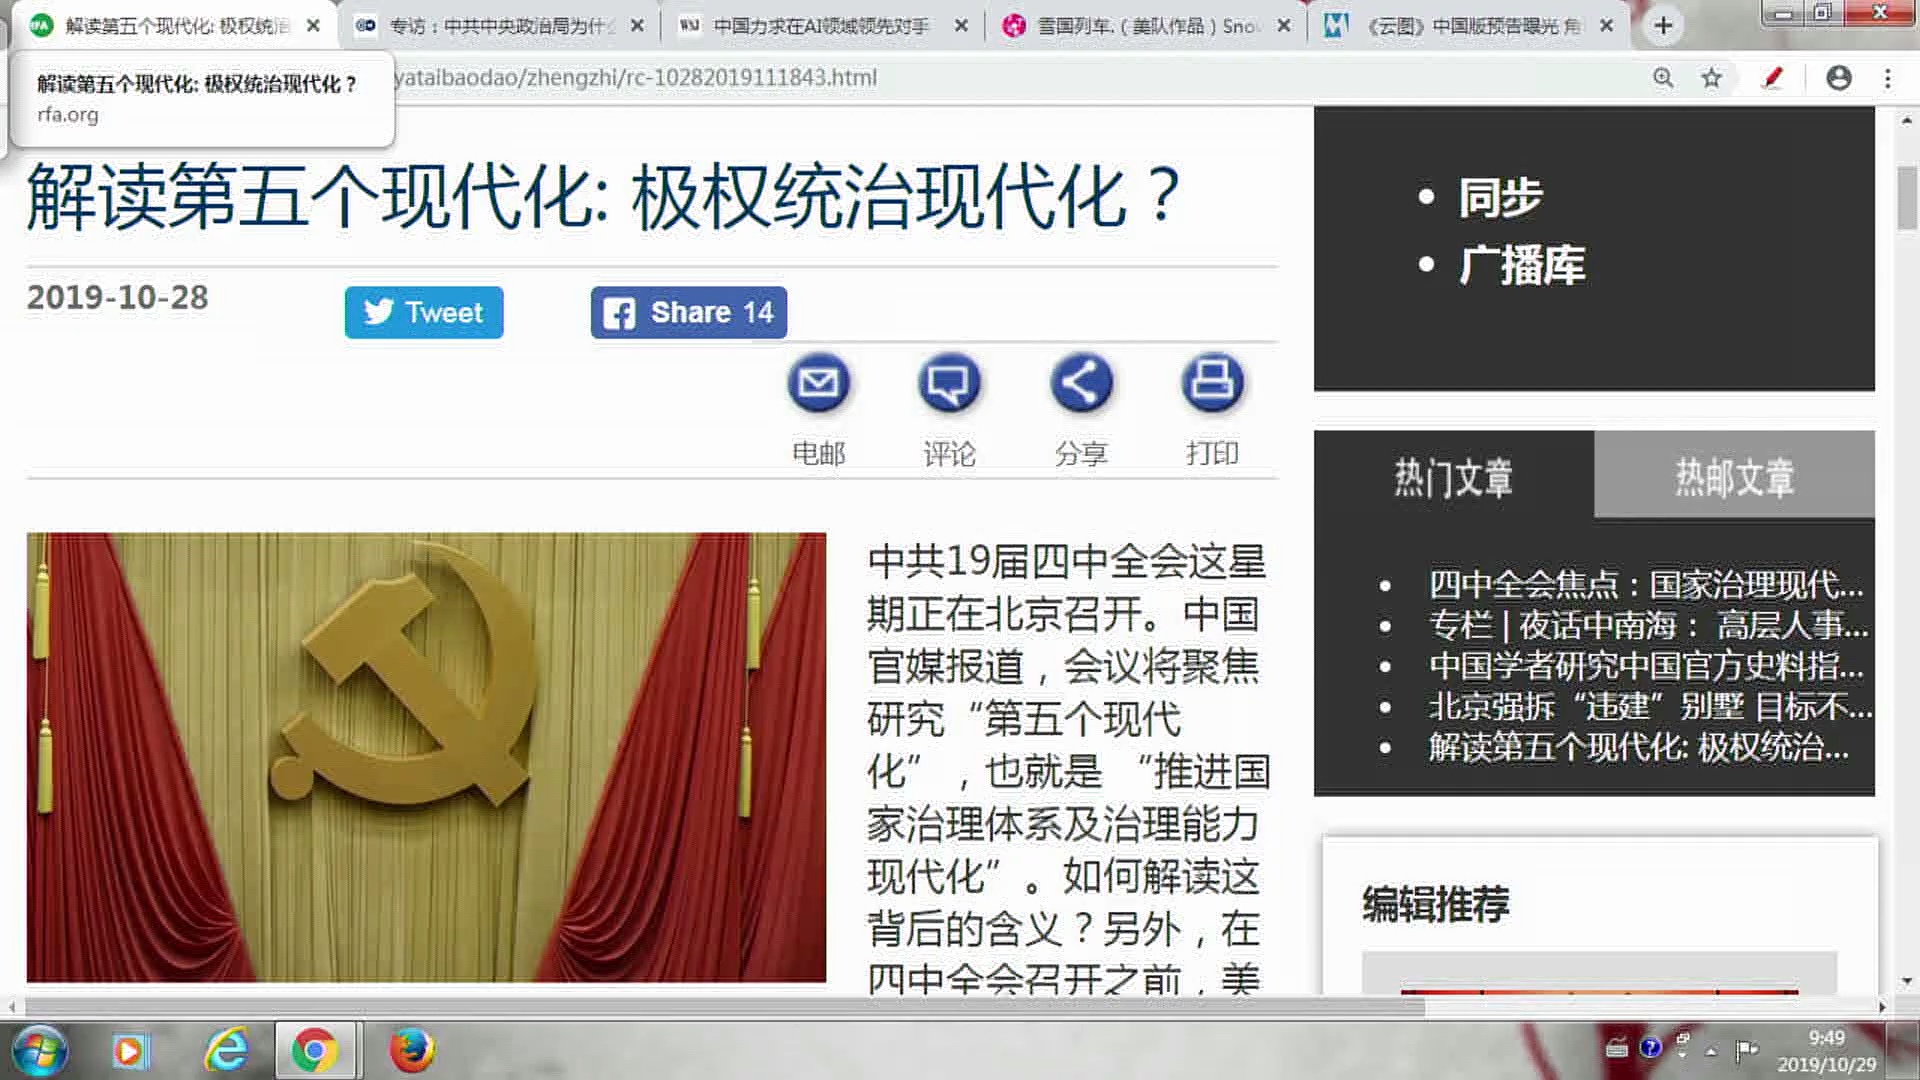 解读第五个现代化: 极权统
专访：中共中央政治局为什
WSJ 中国力求在AI领域领先对手
雪国列车.（美队作品）Sno
《云图》中国版预告曝光 角
解读第五个现代化: 极权统治现代化？
rfa.org
yataibaodao/zhengzhi/rc-10282019111843.html
解读第五个现代化: 极权统治现代化？
2019-10-28
Tweet
Share 14
电邮
评论
分享
打印
中共19届四中全会这星
期正在北京召开。中国
官媒报道，会议将聚焦
研究“第五个现代
化”，也就是 “推进国
家治理体系及治理能力
现代化”。如何解读这
背后的含义？另外，在
四中全会召开之前，美
同步
广播库
热门文章
热邮文章
四中全会焦点：国家治理现代...
专栏 | 夜话中南海： 高层人事...
中国学者研究中国官方史料指...
北京强拆“违建”别墅 目标不...
解读第五个现代化: 极权统治...
编辑推荐
9:49
2019/10/29